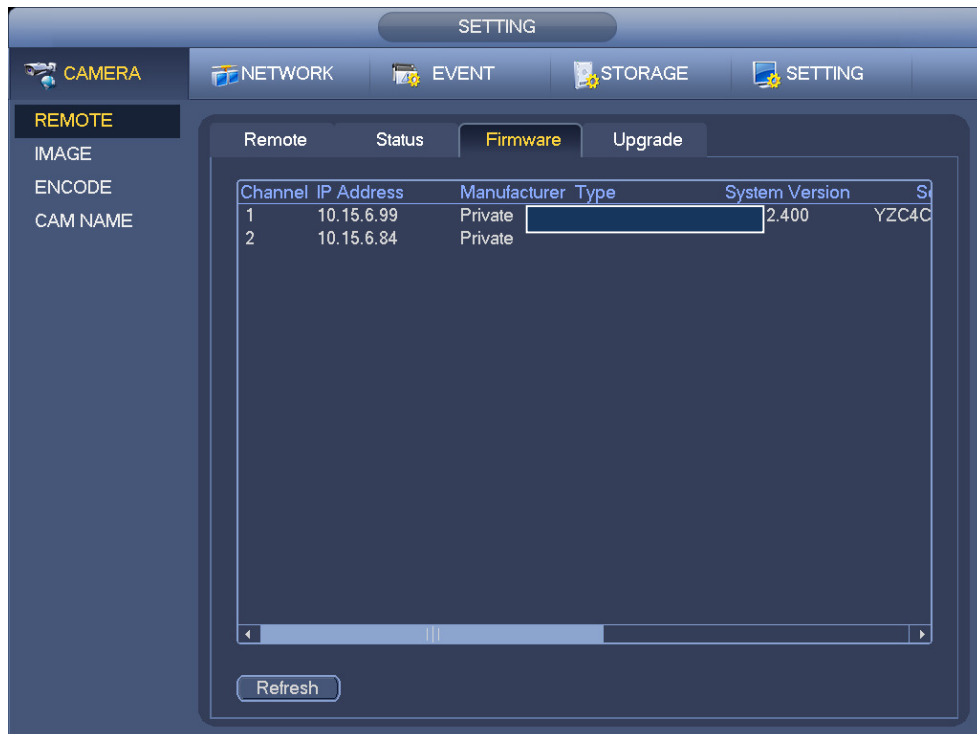 SETTING
CAMERA NETWORK EVENT STORAGE SETTING
REMOTE
IMAGE
ENCODE
CAM NAME
Remote Status Firmware Upgrade
Channel IP Address Manufacturer Type System Version
1 10.15.6.99 Private 2.400 YZC4C
2 10.15.6.84 Private
Refresh